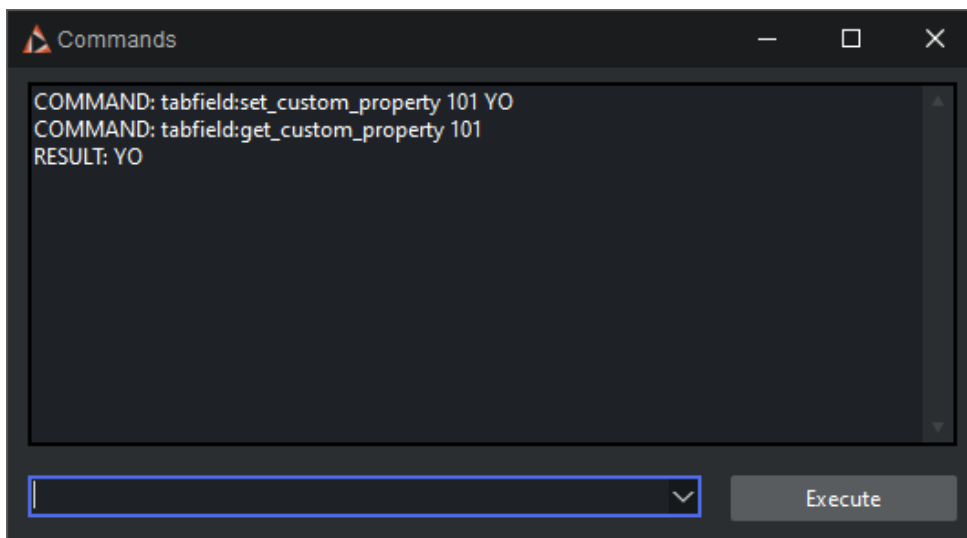 Commands
COMMAND: tabfield:set_custom_property 101 YO
COMMAND: tabfield:get_custom_property 101
RESULT: YO
Execute